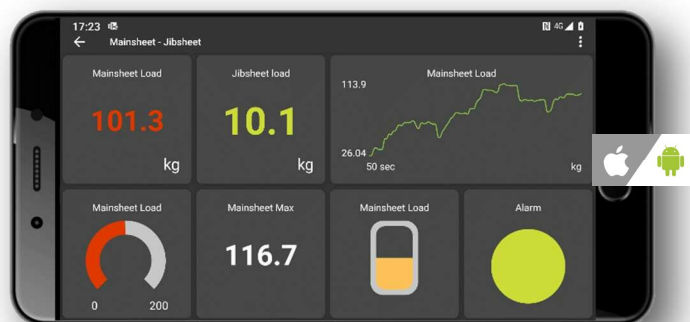 17:23 4G
Mainsheet - Jibsheet
Mainsheet Load
101.3
kg
Jibsheet load
10.1
kg
Mainsheet Load
113.9
26.04
50 sec kg
Mainsheet Load
0 200
Mainsheet Max
116.7
Mainsheet Load
Alarm